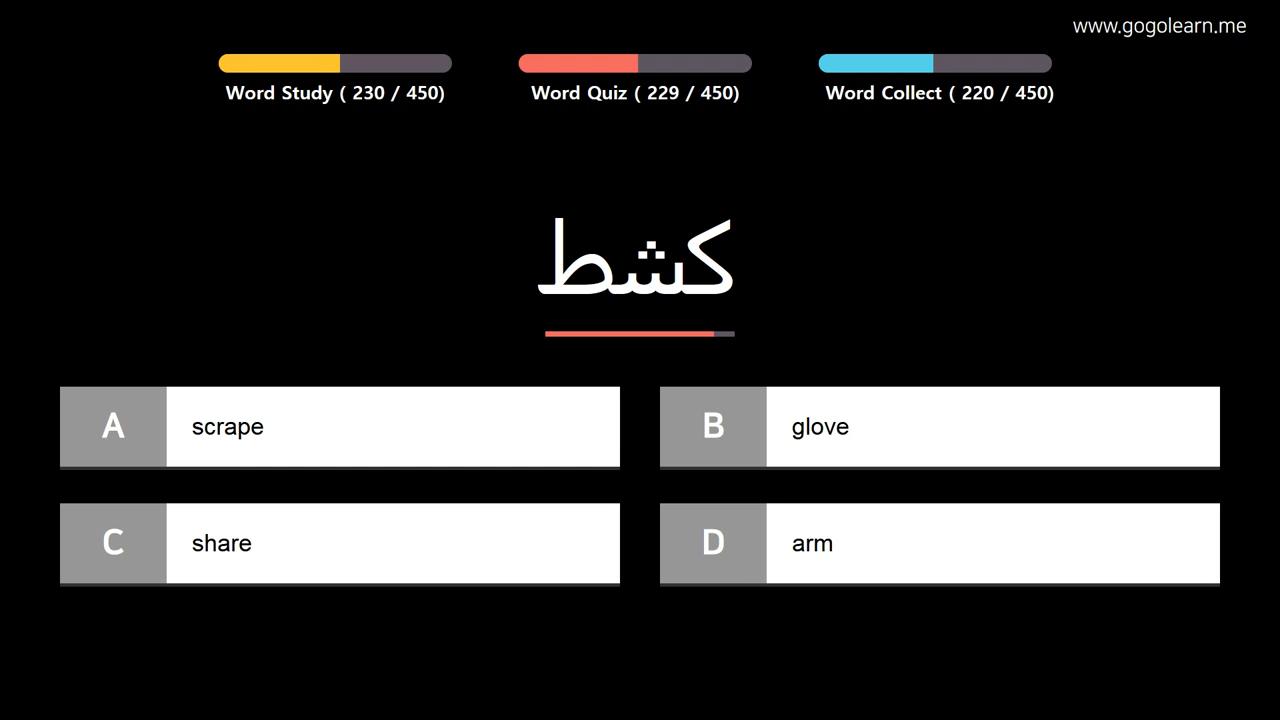 www.gogolearn.me
Word Study ( 230 / 450)
Word Quiz ( 229 / 450)
Word Collect ( 220 / 450)
كشط
A scrape
B glove
C share
D arm